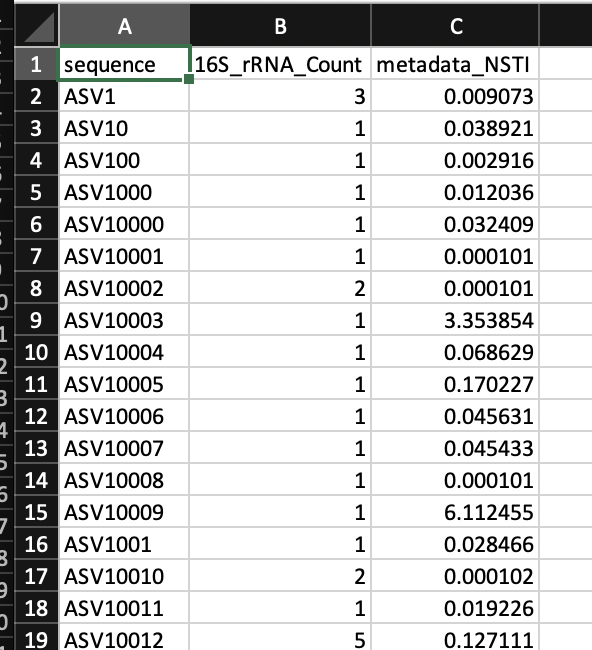 A B C
1 sequence 16S_rRNA_Count metadata_NSTI
2 ASV1 3 0.009073
3 ASV10 1 0.038921
4 ASV100 1 0.002916
5 ASV1000 1 0.012036
6 ASV10000 1 0.032409
7 ASV10001 1 0.000101
8 ASV10002 2 0.000101
9 ASV10003 1 3.353854
10 ASV10004 1 0.068629
11 ASV10005 1 0.170227
12 ASV10006 1 0.045631
13 ASV10007 1 0.045433
14 ASV10008 1 0.000101
15 ASV10009 1 6.112455
16 ASV1001 1 0.028466
17 ASV10010 2 0.000102
18 ASV10011 1 0.019226
19 ASV10012 5 0.127111